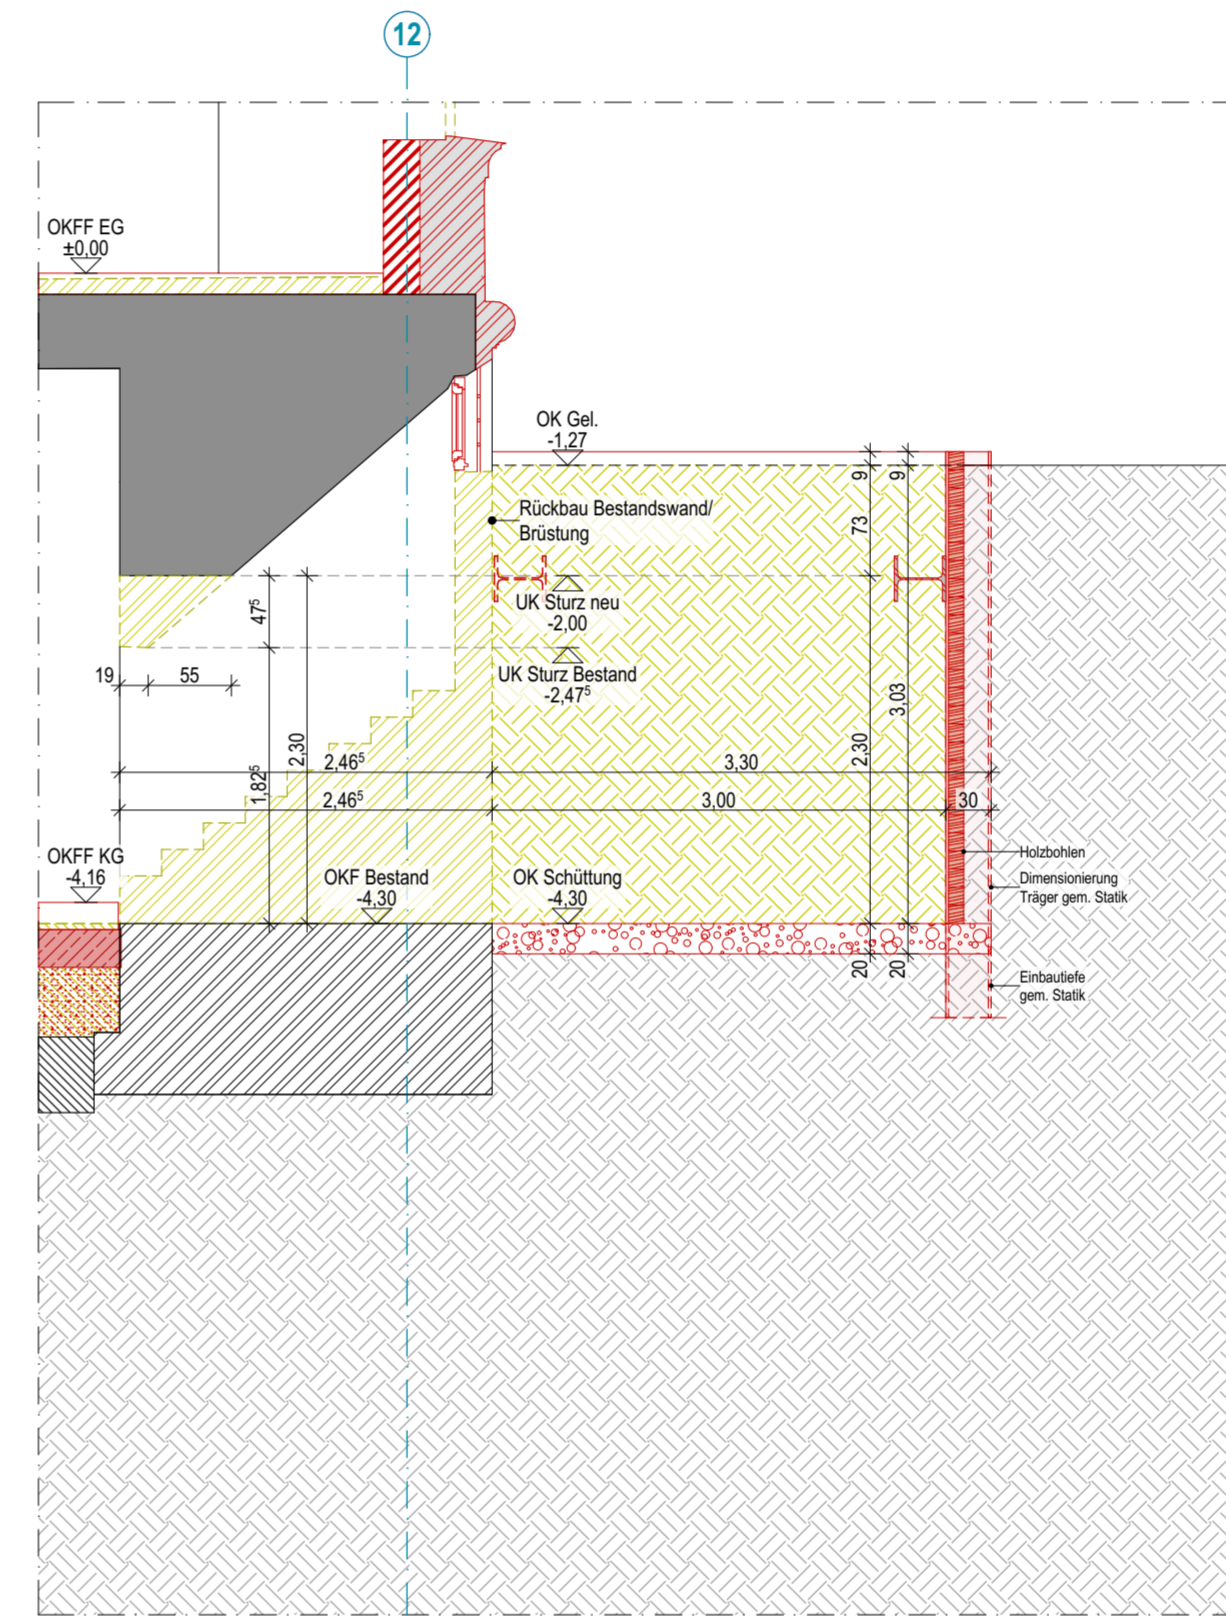 12
OKFF EG
±0,00
OK Gel.
-1,27
9
9
73
Rückbau Bestandswand/
Brüstung
47⁵
UK Sturz neu
-2,00
UK Sturz Bestand
-2,47⁵
19
55
3,03
2,30
2,30
2,46⁵
3,30
1,82⁵
2,46⁵
3,00
30
OKFF KG
-4,16
Holzbohlen
OKF Bestand
-4,30
OK Schüttung
-4,30
Dimensionierung
Träger gem. Statik
20
20
Einbautiefe
gem. Statik